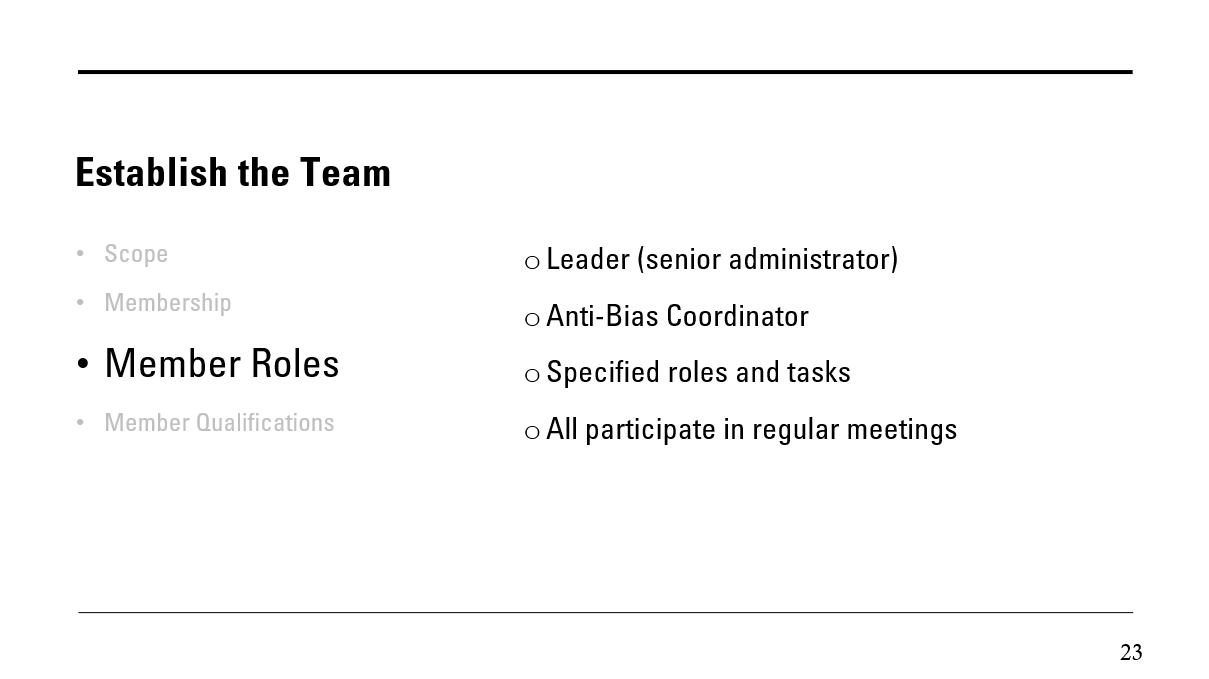 Establish the Team
• Scope
• Membership
• Member Roles
• Member Qualifications
o Leader (senior administrator)
o Anti-Bias Coordinator
o Specified roles and tasks
o All participate in regular meetings
23